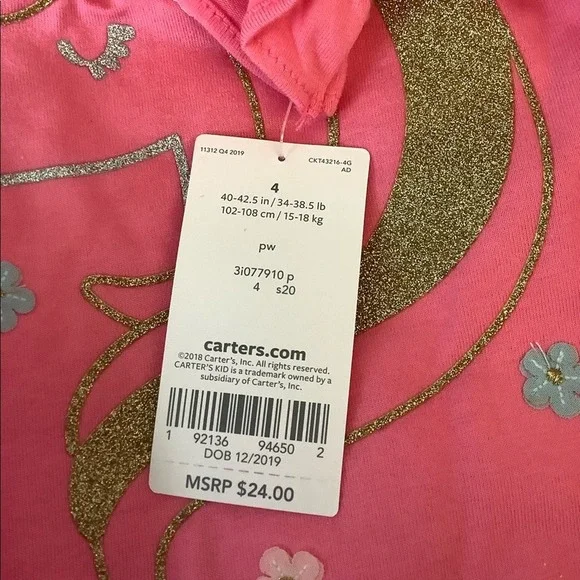 11312 Q4 2019 CKT43216-4G
AD
4
40-42.5 in / 34-38.5 lb
102-108 cm / 15-18 kg
pw
3i077910 p
4 s20
carters.com
©2018 Carter's, Inc. All rights reserved.
CARTER'S KID is a trademark owned by a
subsidiary of Carter's, Inc.
1 92136 94650 2
DOB 12/2019
MSRP $24.00